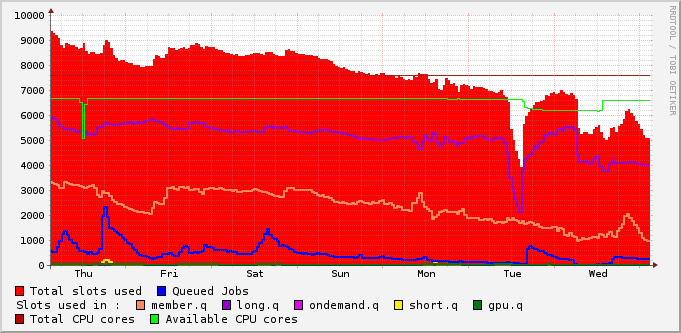 10000
9000
8000
7000
6000
5000
4000
3000
2000
1000
0
Thu Fri Sat Sun Mon Tue Wed
Total slots used Queued Jobs
Slots used in : member.q long.q ondemand.q short.q gpu.q
Total CPU cores Available CPU cores
RRDTOOL / TOBI OETIKER